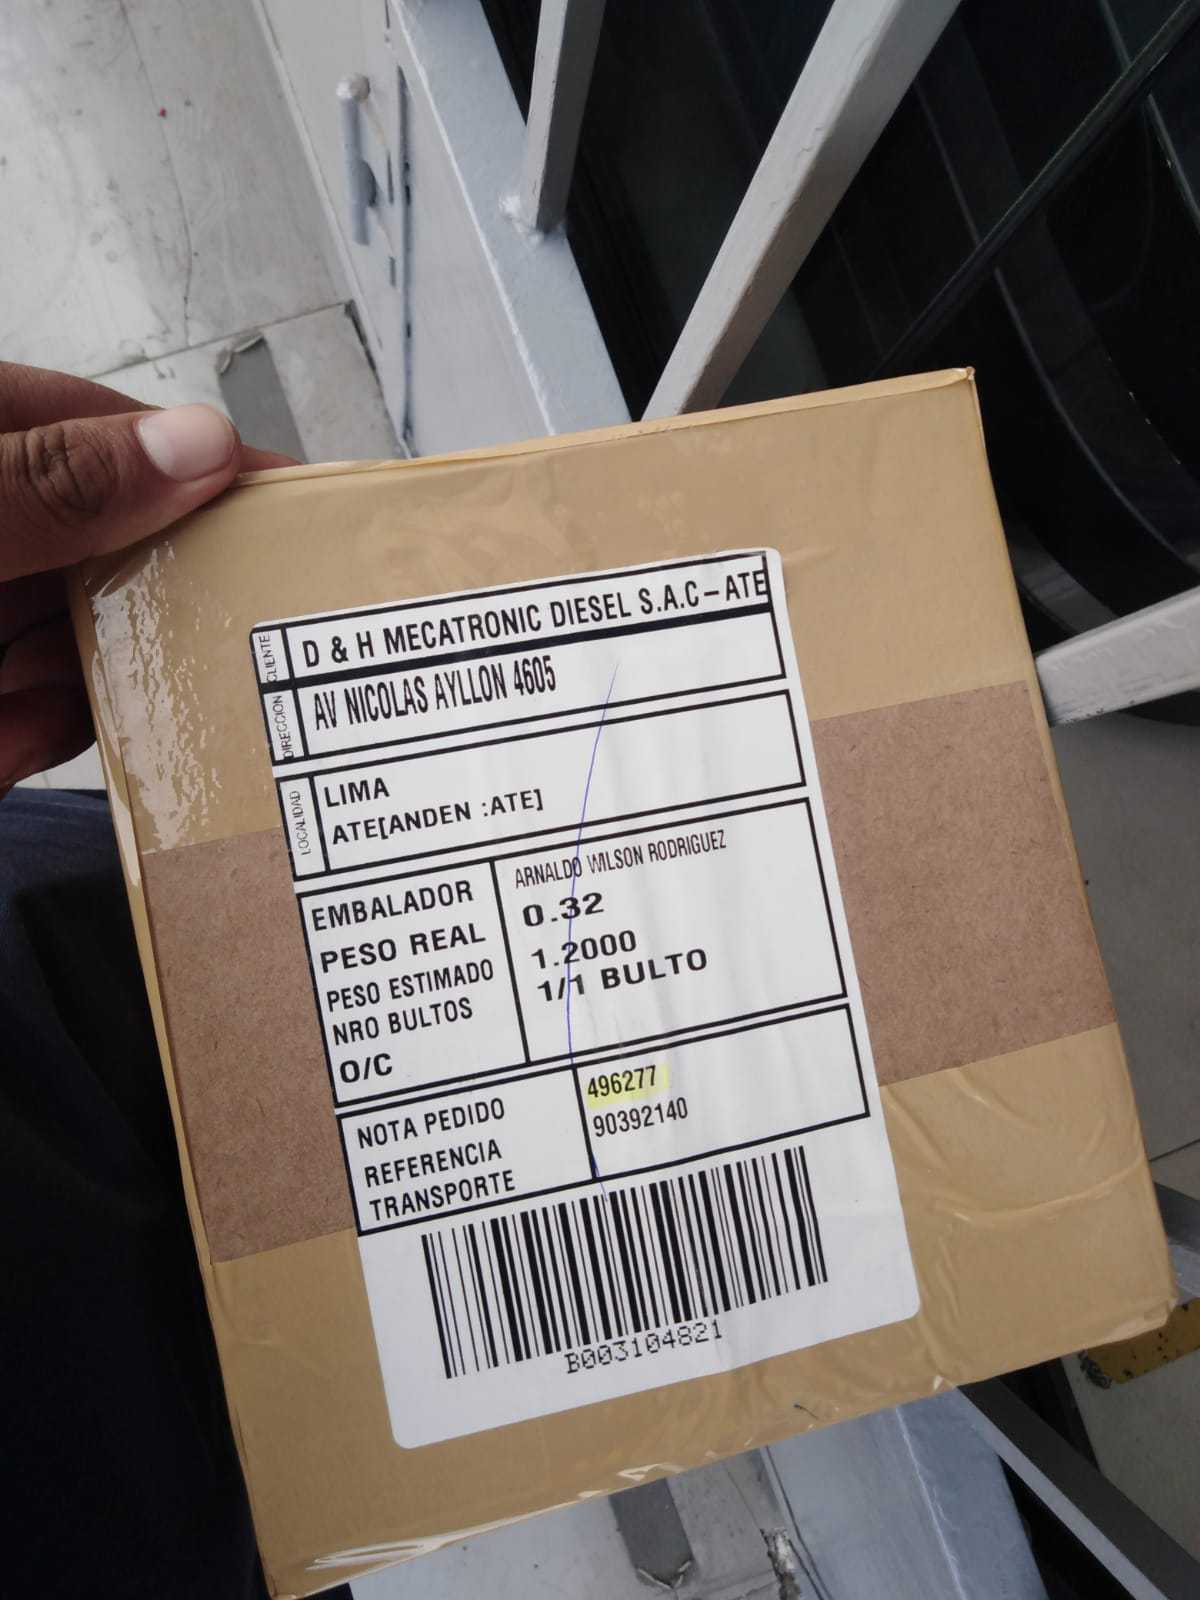 CLIENTE D & H MECATRONIC DIESEL S.A.C-ATE
DIRECCION AV NICOLAS AYLLON 4605
LOCALIDAD LIMA
ATE[ANDEN :ATE]
EMBALADOR ARNALDO WILSON RODRIGUEZ
PESO REAL 0.32
PESO ESTIMADO 1.2000
NRO BULTOS 1/1 BULTO
O/C
NOTA PEDIDO 496277
REFERENCIA 90392140
TRANSPORTE
B003104821